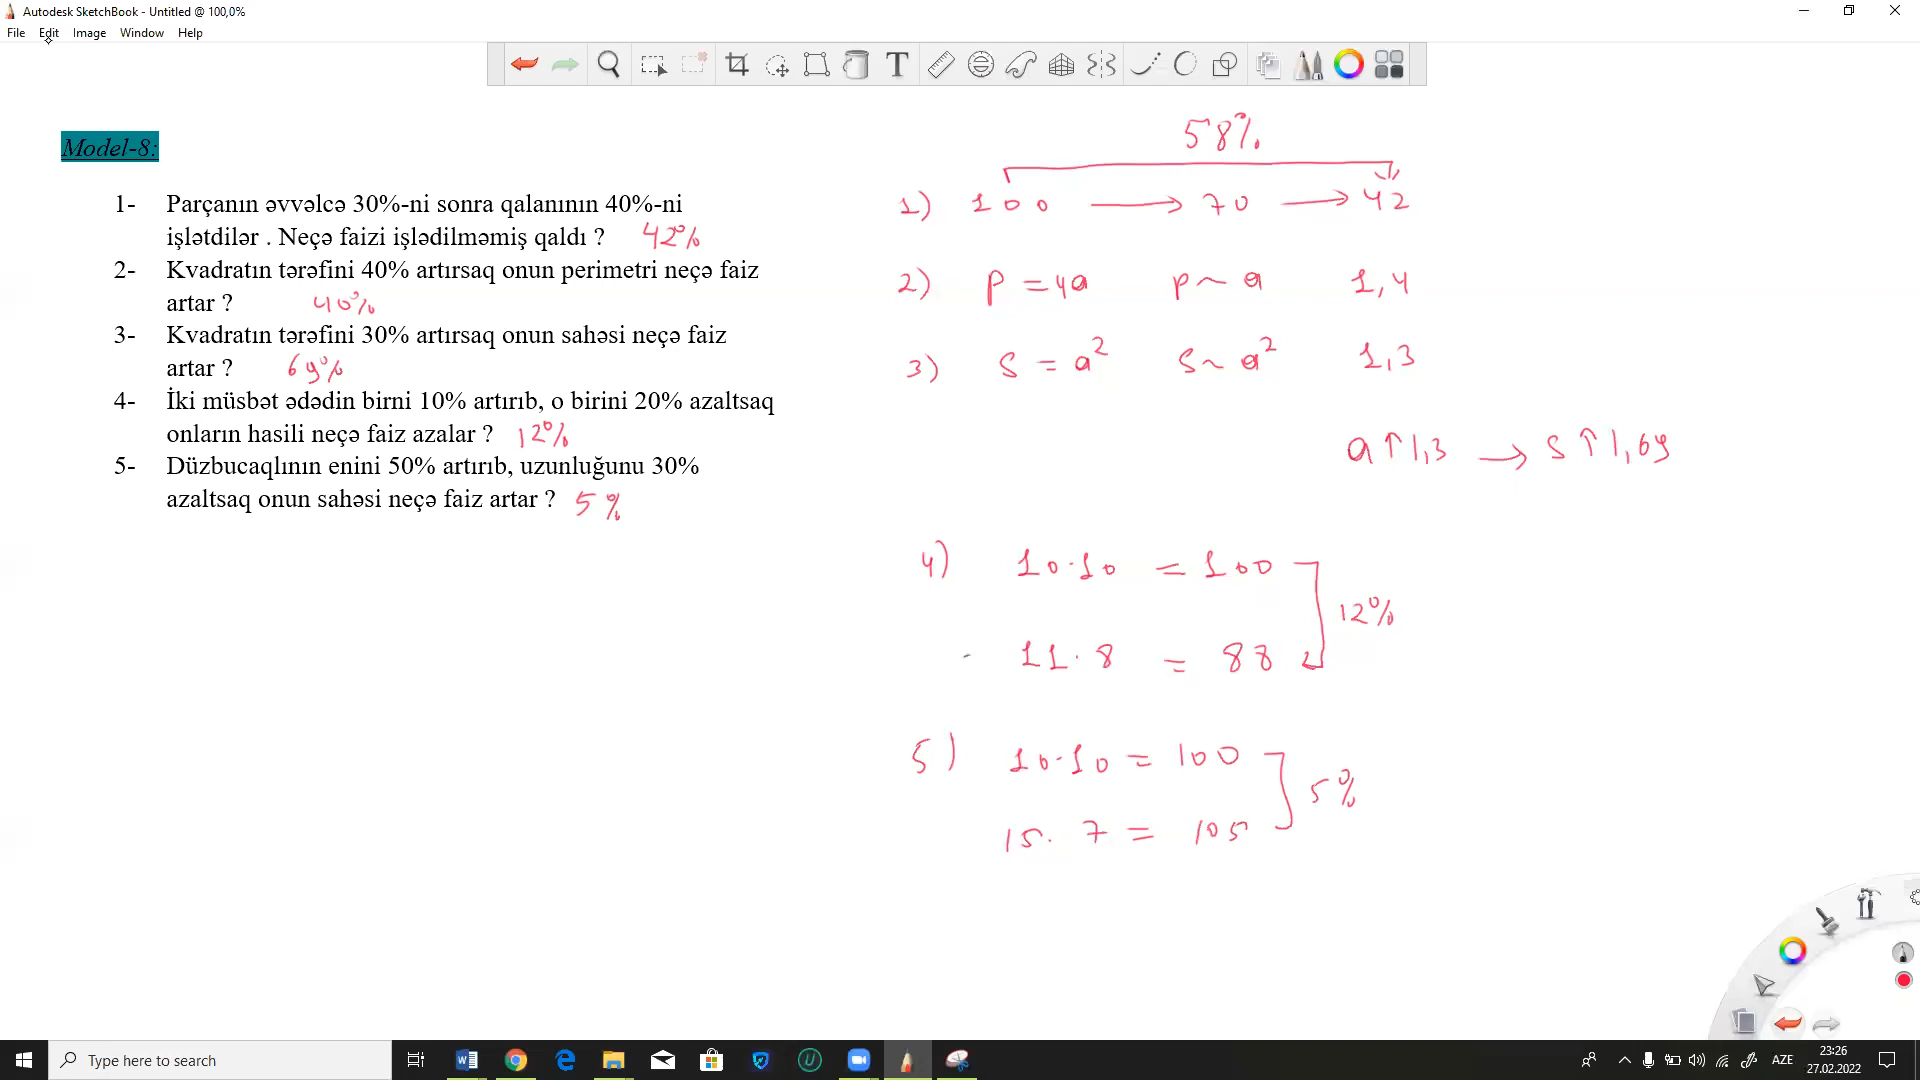 Autodesk SketchBook - Untitled @ 100,0%
File Edit Image Window Help
Model-8:
1- Parçanın əvvəlcə 30%-ni sonra qalanının 40%-ni
işlətdilər . Neçə faizi işlədilməmiş qaldı ? 42%
2- Kvadratın tərəfini 40% artırsaq onun perimetri neçə faiz
artar ? 40%
3- Kvadratın tərəfini 30% artırsaq onun sahəsi neçə faiz
artar ? 69%
4- İki müsbət ədədin birni 10% artırıb, o birini 20% azaltsaq
onların hasili neçə faiz azalar ? 12%
5- Düzbucaqlının enini 50% artırıb, uzunluğunu 30%
azaltsaq onun sahəsi neçə faiz artar ? 5%
58%
1) 100 → 70 → 42
2) P = 4a P ~ a 1,4
3) S = a² S ~ a² 1,3
a ↑ 1,3 → S ↑ 1,69
4) 10·10 = 100
12%
11·8 = 88
5) 10·10 = 100
5%
15·7 = 105
Type here to search
AZE
23:26
27.02.2022